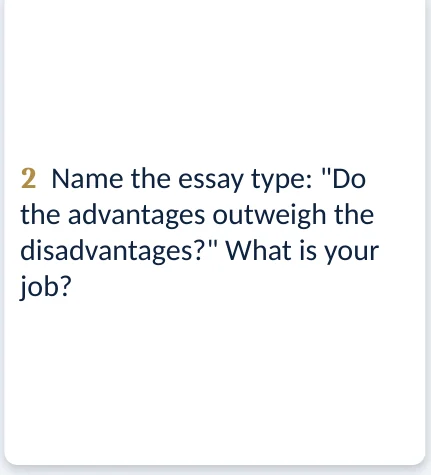 2 Name the essay type: "Do
the advantages outweigh the
disadvantages?" What is your
job?